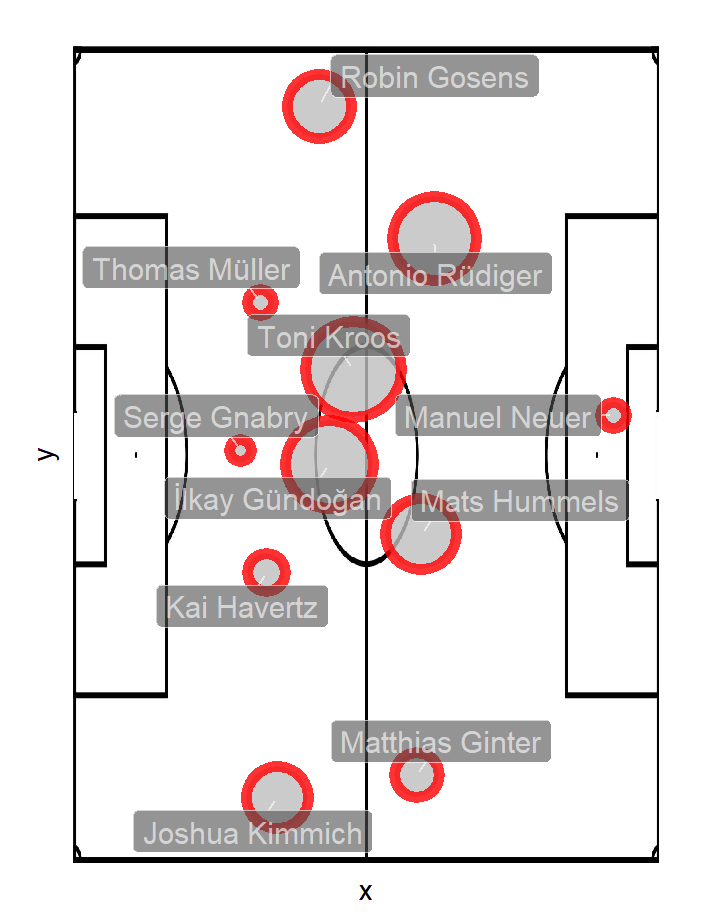 Robin Gosens
Thomas Müller
Antonio Rüdiger
Toni Kroos
Serge Gnabry
Manuel Neuer
y
İlkay Gündoğan
Mats Hummels
Kai Havertz
Matthias Ginter
Joshua Kimmich
x